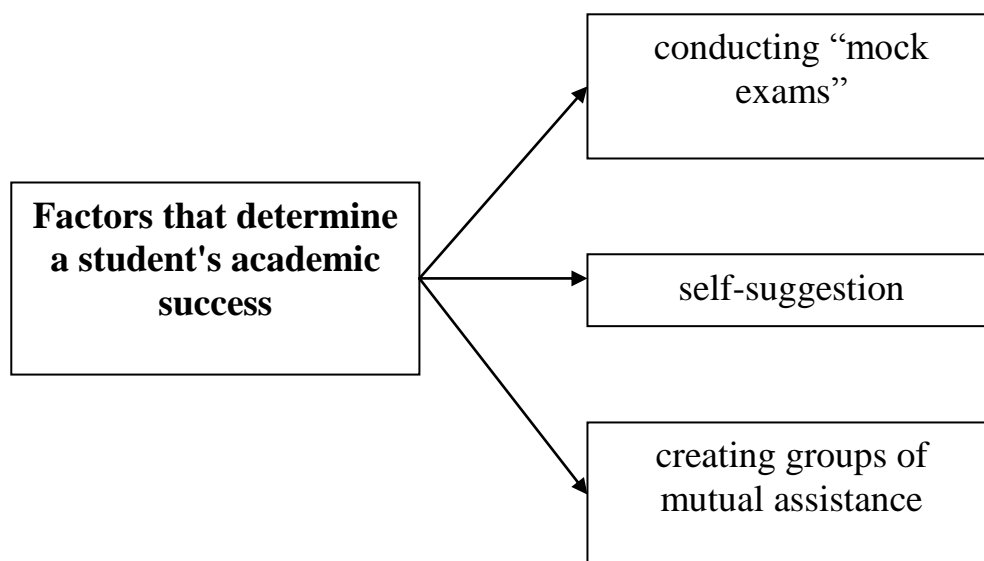 Factors that determine
a student's academic
success
conducting “mock
exams”
self-suggestion
creating groups of
mutual assistance